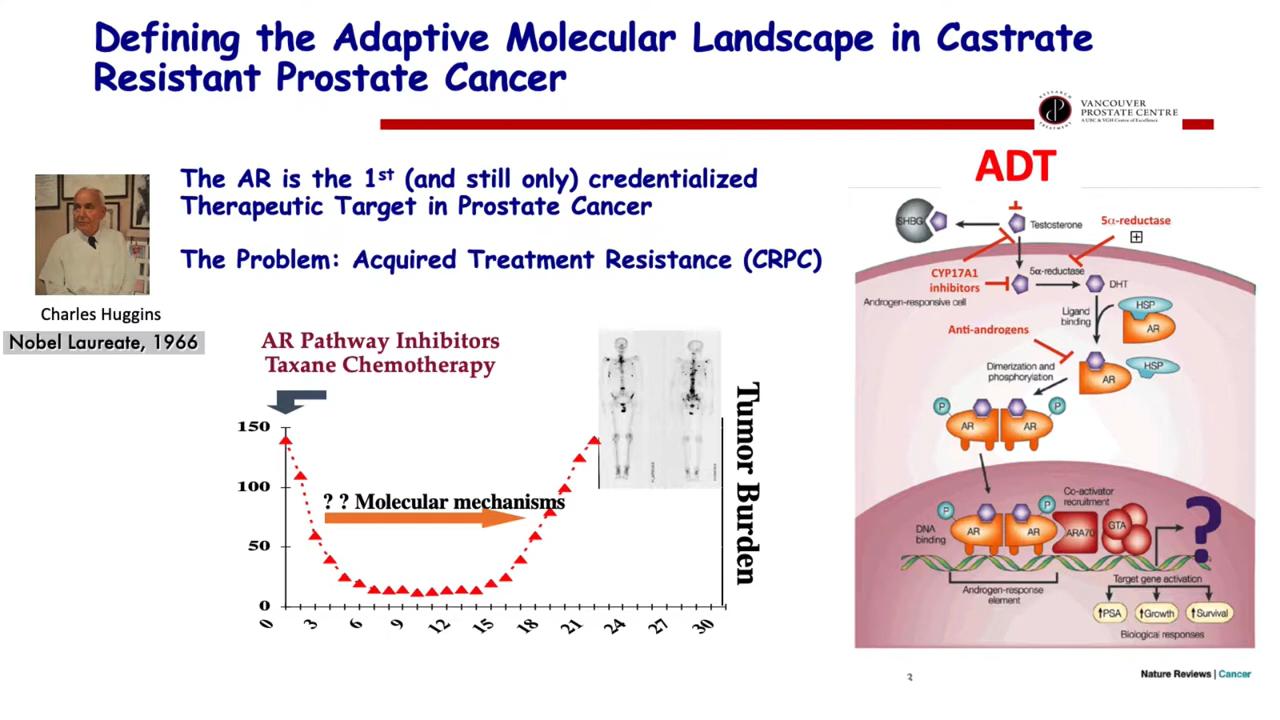 Defining the Adaptive Molecular Landscape in Castrate
Resistant Prostate Cancer
RESEARCH
TREATMENT
VANCOUVER
PROSTATE CENTRE
A UBC & VGH Centre of Excellence
The AR is the 1st (and still only) credentialized
Therapeutic Target in Prostate Cancer
The Problem: Acquired Treatment Resistance (CRPC)
Charles Huggins
Nobel Laureate, 1966
AR Pathway Inhibitors
Taxane Chemotherapy
150
100
50
0
? ? Molecular mechanisms
0 3 6 9 12 15 18 21 24 27 30
Tumor Burden
ADT
SHBG
Testosterone
5α-reductase
CYP17A1
inhibitors
5α-reductase
DHT
Androgen-responsive cell
Ligand
binding
HSP
AR
Anti-androgens
Dimerization and
phosphorylation
AR
HSP
P
P
AR
AR
Co-activator
recruitment
P
P
DNA
binding
AR
AR
ARA70
GTA
?
Androgen-response
element
Target gene activation
PSA
Growth
Survival
Biological responses
3
Nature Reviews | Cancer